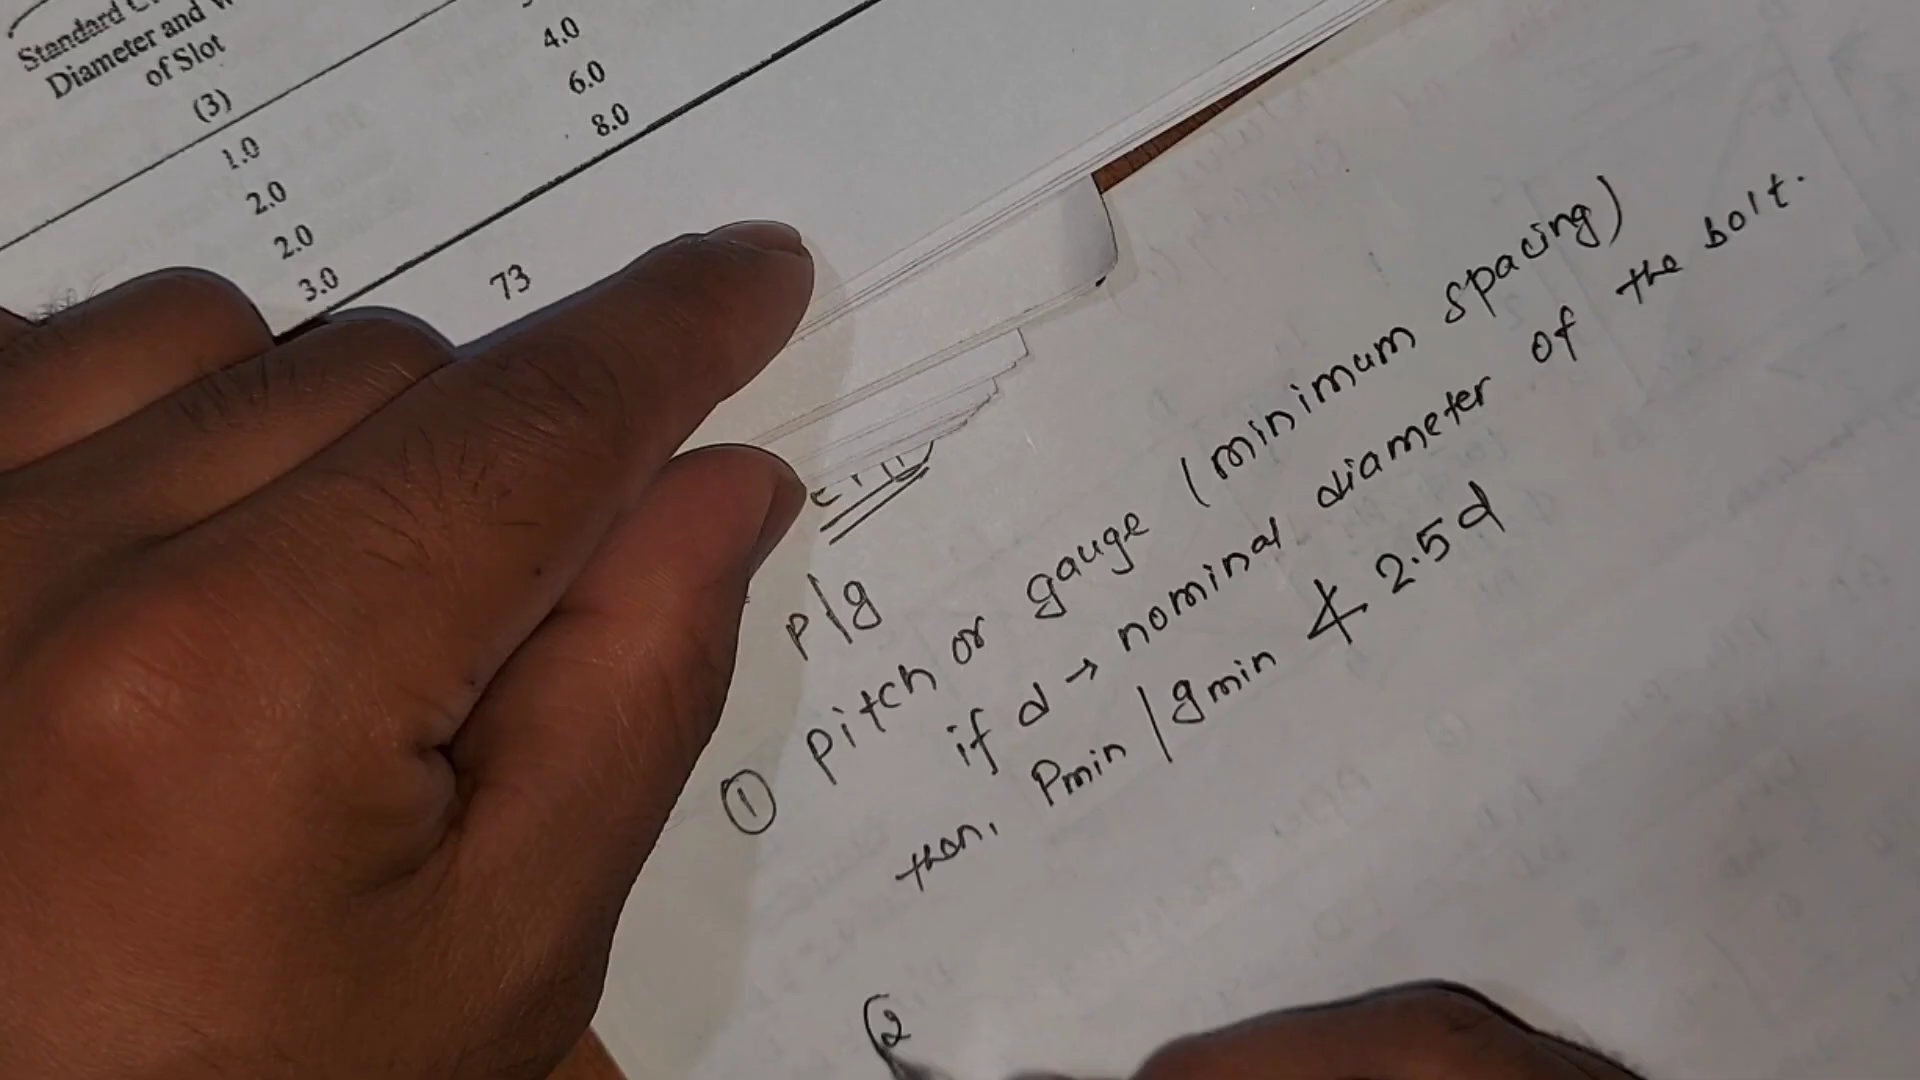 Standard
Diameter and
of Slot
(3)
1.0
2.0
2.0
3.0
4.0
6.0
8.0
73
P/g
① Pitch or gauge (minimum spacing)
if d → nominal diameter of the bolt.
then, Pmin / gmin ≮ 2.5d
2